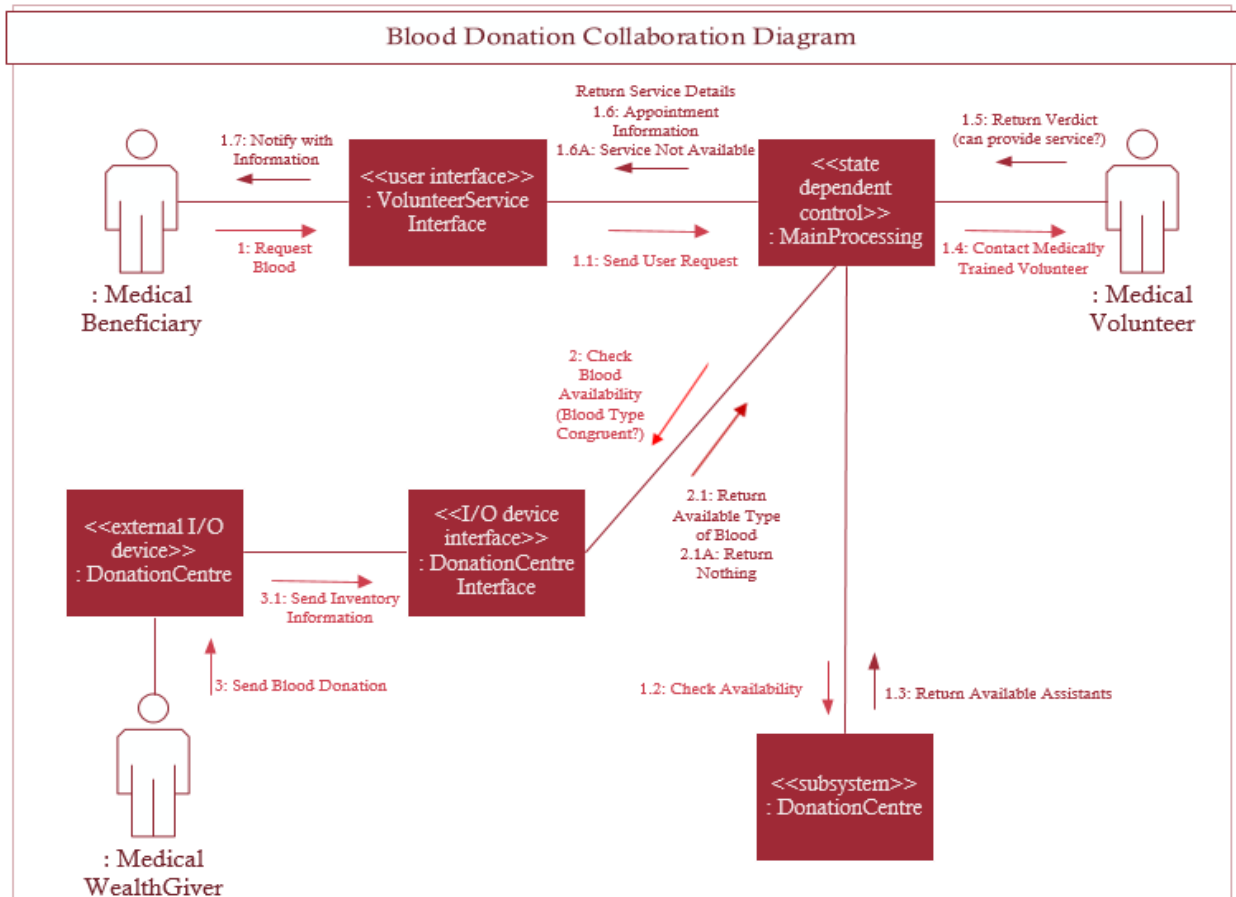 Blood Donation Collaboration Diagram
Return Service Details
1.6: Appointment
Information
1.6A: Service Not Available
1.7: Notify with
Information
1.5: Return Verdict
(can provide service?)
<<user interface>>
: VolunteerService
Interface
<<state
dependent
control>>
: MainProcessing
1: Request
Blood
1.1: Send User Request
1.4: Contact Medically
Trained Volunteer
: Medical
Beneficiary
: Medical
Volunteer
2: Check
Blood
Availability
(Blood Type
Congruent?)
<<external I/O
device>>
: DonationCentre
<<I/O device
interface>>
: DonationCentre
Interface
2.1: Return
Available Type
of Blood
2.1A: Return
Nothing
3.1: Send Inventory
Information
3: Send Blood Donation
1.2: Check Availability
1.3: Return Available Assistants
<<subsystem>>
: DonationCentre
: Medical
WealthGiver